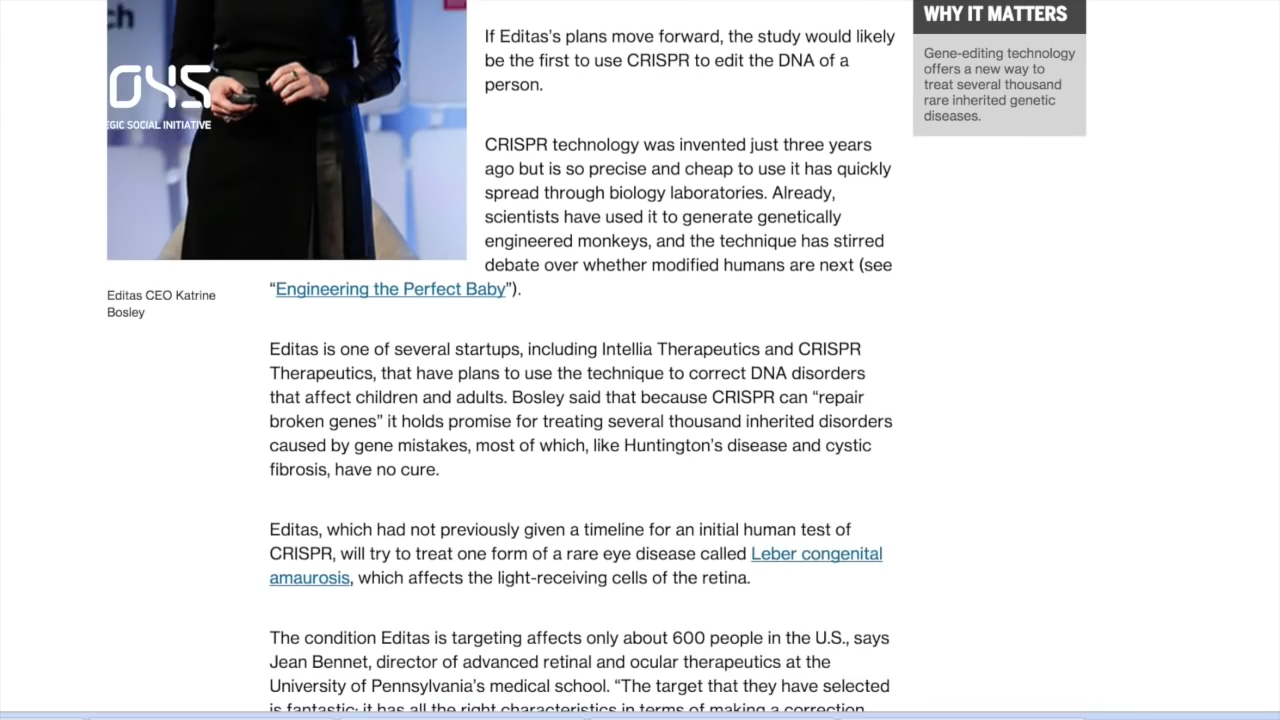 ch
WHY IT MATTERS
Gene-editing technology
offers a new way to
treat several thousand
rare inherited genetic
diseases.
EGIC SOCIAL INITIATIVE
Editas CEO Katrine
Bosley
If Editas’s plans move forward, the study would likely
be the first to use CRISPR to edit the DNA of a
person.
CRISPR technology was invented just three years
ago but is so precise and cheap to use it has quickly
spread through biology laboratories. Already,
scientists have used it to generate genetically
engineered monkeys, and the technique has stirred
debate over whether modified humans are next (see
“Engineering the Perfect Baby”).
Editas is one of several startups, including Intellia Therapeutics and CRISPR
Therapeutics, that have plans to use the technique to correct DNA disorders
that affect children and adults. Bosley said that because CRISPR can “repair
broken genes” it holds promise for treating several thousand inherited disorders
caused by gene mistakes, most of which, like Huntington’s disease and cystic
fibrosis, have no cure.
Editas, which had not previously given a timeline for an initial human test of
CRISPR, will try to treat one form of a rare eye disease called Leber congenital
amaurosis, which affects the light-receiving cells of the retina.
The condition Editas is targeting affects only about 600 people in the U.S., says
Jean Bennet, director of advanced retinal and ocular therapeutics at the
University of Pennsylvania’s medical school. “The target that they have selected
is fantastic; it has all the right characteristics in terms of making a correction